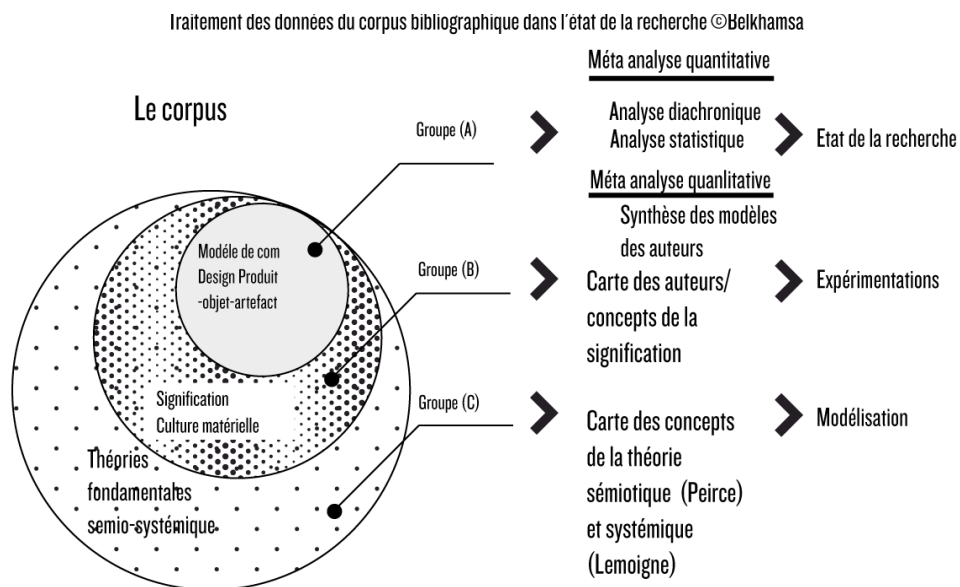 Traitement des données du corpus bibliographique dans l'état de la recherche ©Belkhamsa
Le corpus
Modéle de com
Design Produit
-objet-artefact
Signification
Culture matérielle
Théories
fondamentales
semio-systémique
Groupe (A)
Méta analyse quantitative
Analyse diachronique
Analyse statistique
Etat de la recherche
Groupe (B)
Méta analyse quanlitative
Synthèse des modèles
des auteurs
Carte des auteurs/
concepts de la
signification
Expérimentations
Groupe (C)
Carte des concepts
de la théorie
sémiotique (Peirce)
et systémique
(Lemoigne)
Modélisation